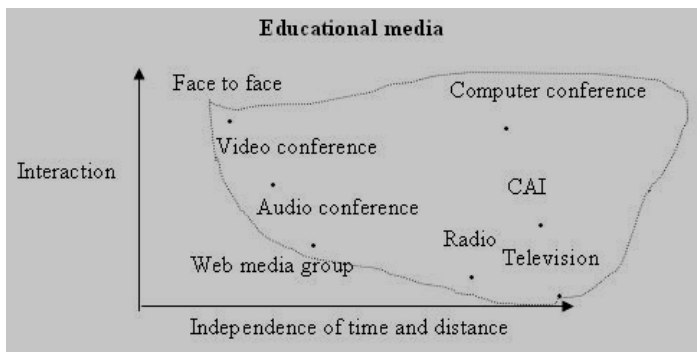 Educational media
Face to face
Computer conference
Video conference
Interaction
CAI
Audio conference
Radio
Television
Web media group
Independence of time and distance